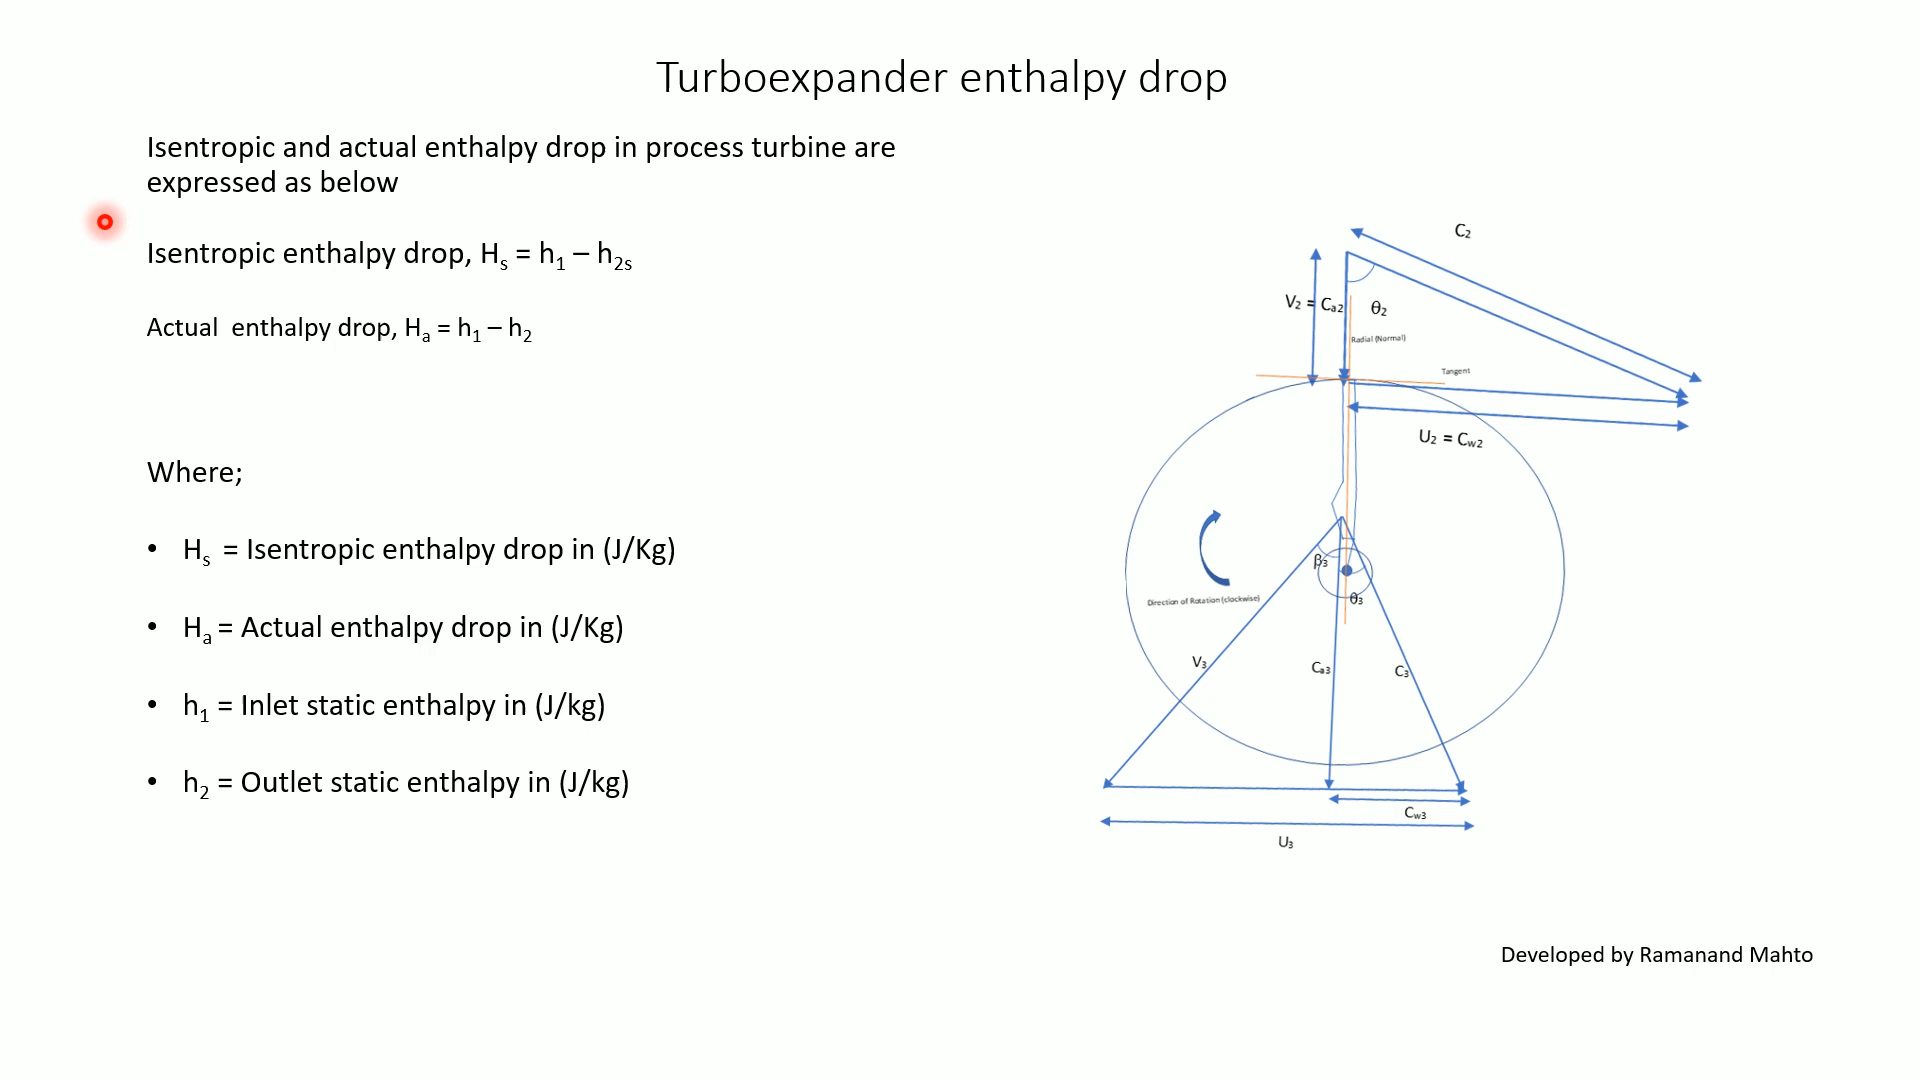 Turboexpander enthalpy drop
Isentropic and actual enthalpy drop in process turbine are
expressed as below
Isentropic enthalpy drop, Hₛ = h₁ – h₂ₛ
Actual  enthalpy drop, Hₐ = h₁ – h₂
Where;
• Hₛ = Isentropic enthalpy drop in (J/Kg)
• Hₐ = Actual enthalpy drop in (J/Kg)
• h₁ = Inlet static enthalpy in (J/kg)
• h₂ = Outlet static enthalpy in (J/kg)
C₂
V₂ = Cₐ₂
θ₂
Radial (Normal)
Tangent
U₂ = Cw₂
β₃
θ₃
Direction of Rotation (clockwise)
V₃
Cₐ₃
C₃
Cw₃
U₃
Developed by Ramanand Mahto